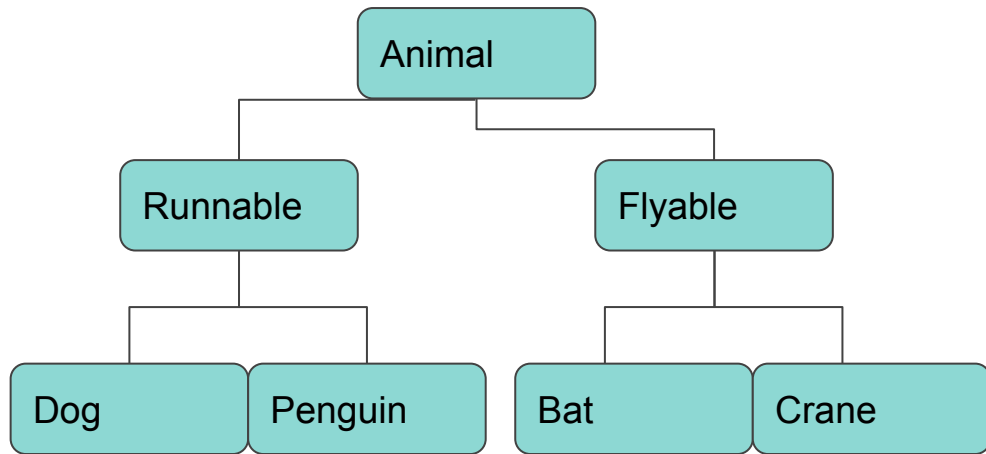 Animal
Runnable
Flyable
Dog
Penguin
Bat
Crane